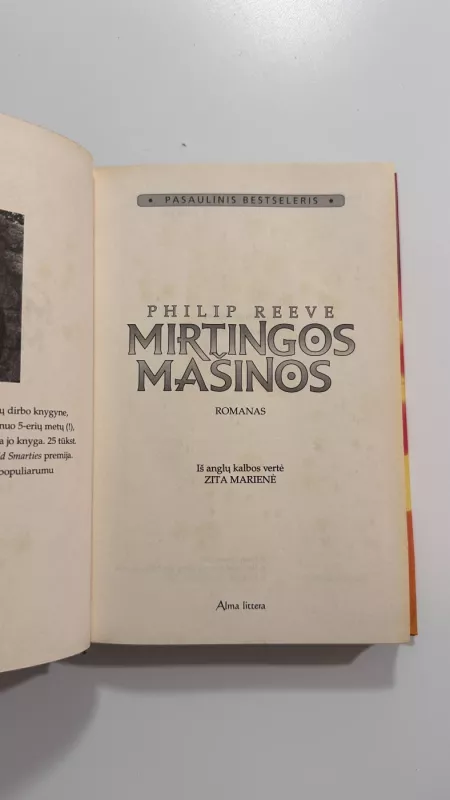 ų dirbo knygyne,
nuo 5-erių metų (!),
a jo knyga. 25 tūkst.
d Smarties premija.
populiarumu
• PASAULINIS BESTSELERIS •
PHILIP REEVE
MIRTINGOS
MAŠINOS
ROMANAS
Iš anglų kalbos vertė
ZITA MARIENĖ
Alma littera